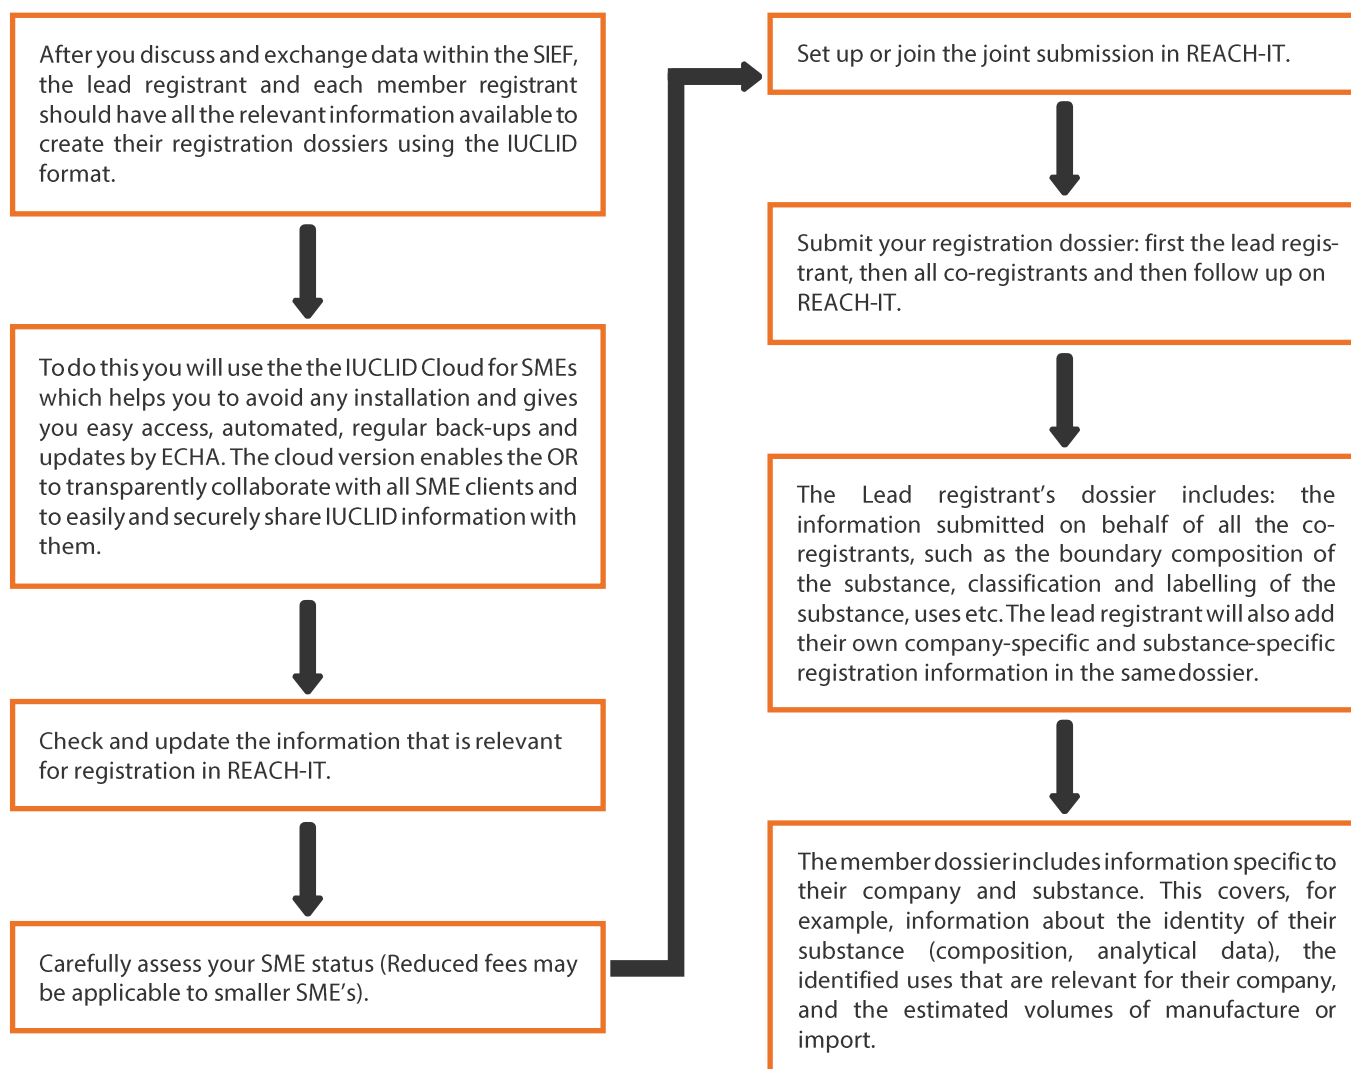 After you discuss and exchange data within the SIEF,
the lead registrant and each member registrant
should have all the relevant information available to
create their registration dossiers using the IUCLID
format.
To do this you will use the the IUCLID Cloud for SMEs
which helps you to avoid any installation and gives
you easy access, automated, regular back-ups and
updates by ECHA. The cloud version enables the OR
to transparently collaborate with all SME clients and
to easily and securely share IUCLID information with
them.
Check and update the information that is relevant
for registration in REACH-IT.
Carefully assess your SME status (Reduced fees may
be applicable to smaller SME's).
Set up or join the joint submission in REACH-IT.
Submit your registration dossier: first the lead regis-
trant, then all co-registrants and then follow up on
REACH-IT.
The Lead registrant's dossier includes: the
information submitted on behalf of all the co-
registrants, such as the boundary composition of
the substance, classification and labelling of the
substance, uses etc. The lead registrant will also add
their own company-specific and substance-specific
registration information in the same dossier.
The member dossier includes information specific to
their company and substance. This covers, for
example, information about the identity of their
substance (composition, analytical data), the
identified uses that are relevant for their company,
and the estimated volumes of manufacture or
import.